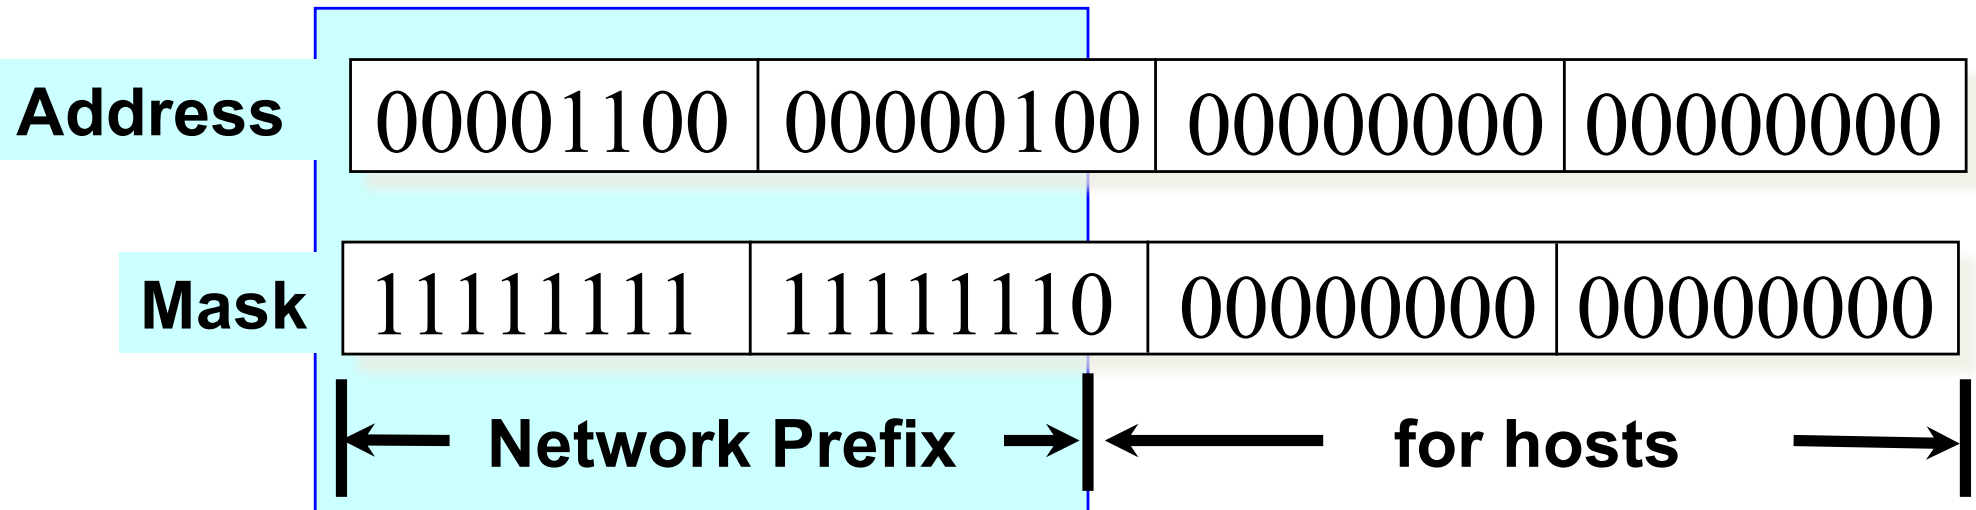 Address 00001100 00000100 00000000 00000000
Mask 11111111 11111110 00000000 00000000
Network Prefix for hosts